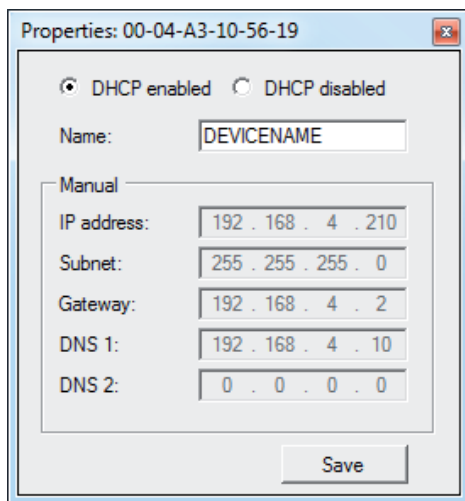 Properties: 00-04-A3-10-56-19
DHCP enabled DHCP disabled
Name: DEVICENAME
Manual
IP address: 192 . 168 . 4 . 210
Subnet: 255 . 255 . 255 . 0
Gateway: 192 . 168 . 4 . 2
DNS 1: 192 . 168 . 4 . 10
DNS 2: 0 . 0 . 0 . 0
Save